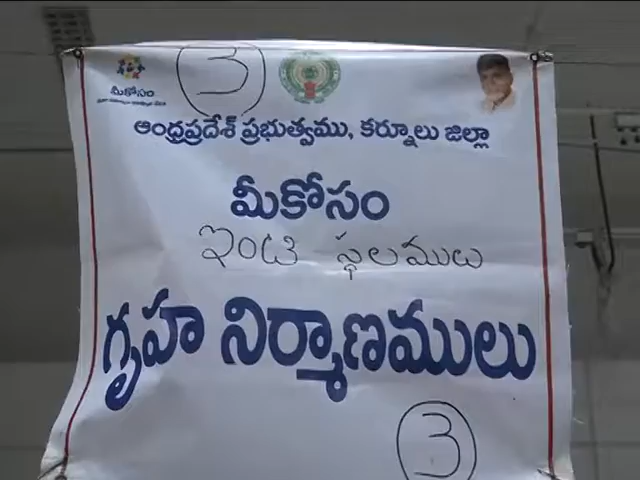 3
మీకోసం
ఆంధ్రప్రదేశ్ ప్రభుత్వము, కర్నూలు జిల్లా
మీకోసం
ఇంటి స్థలములు
గృహ నిర్మాణములు
3